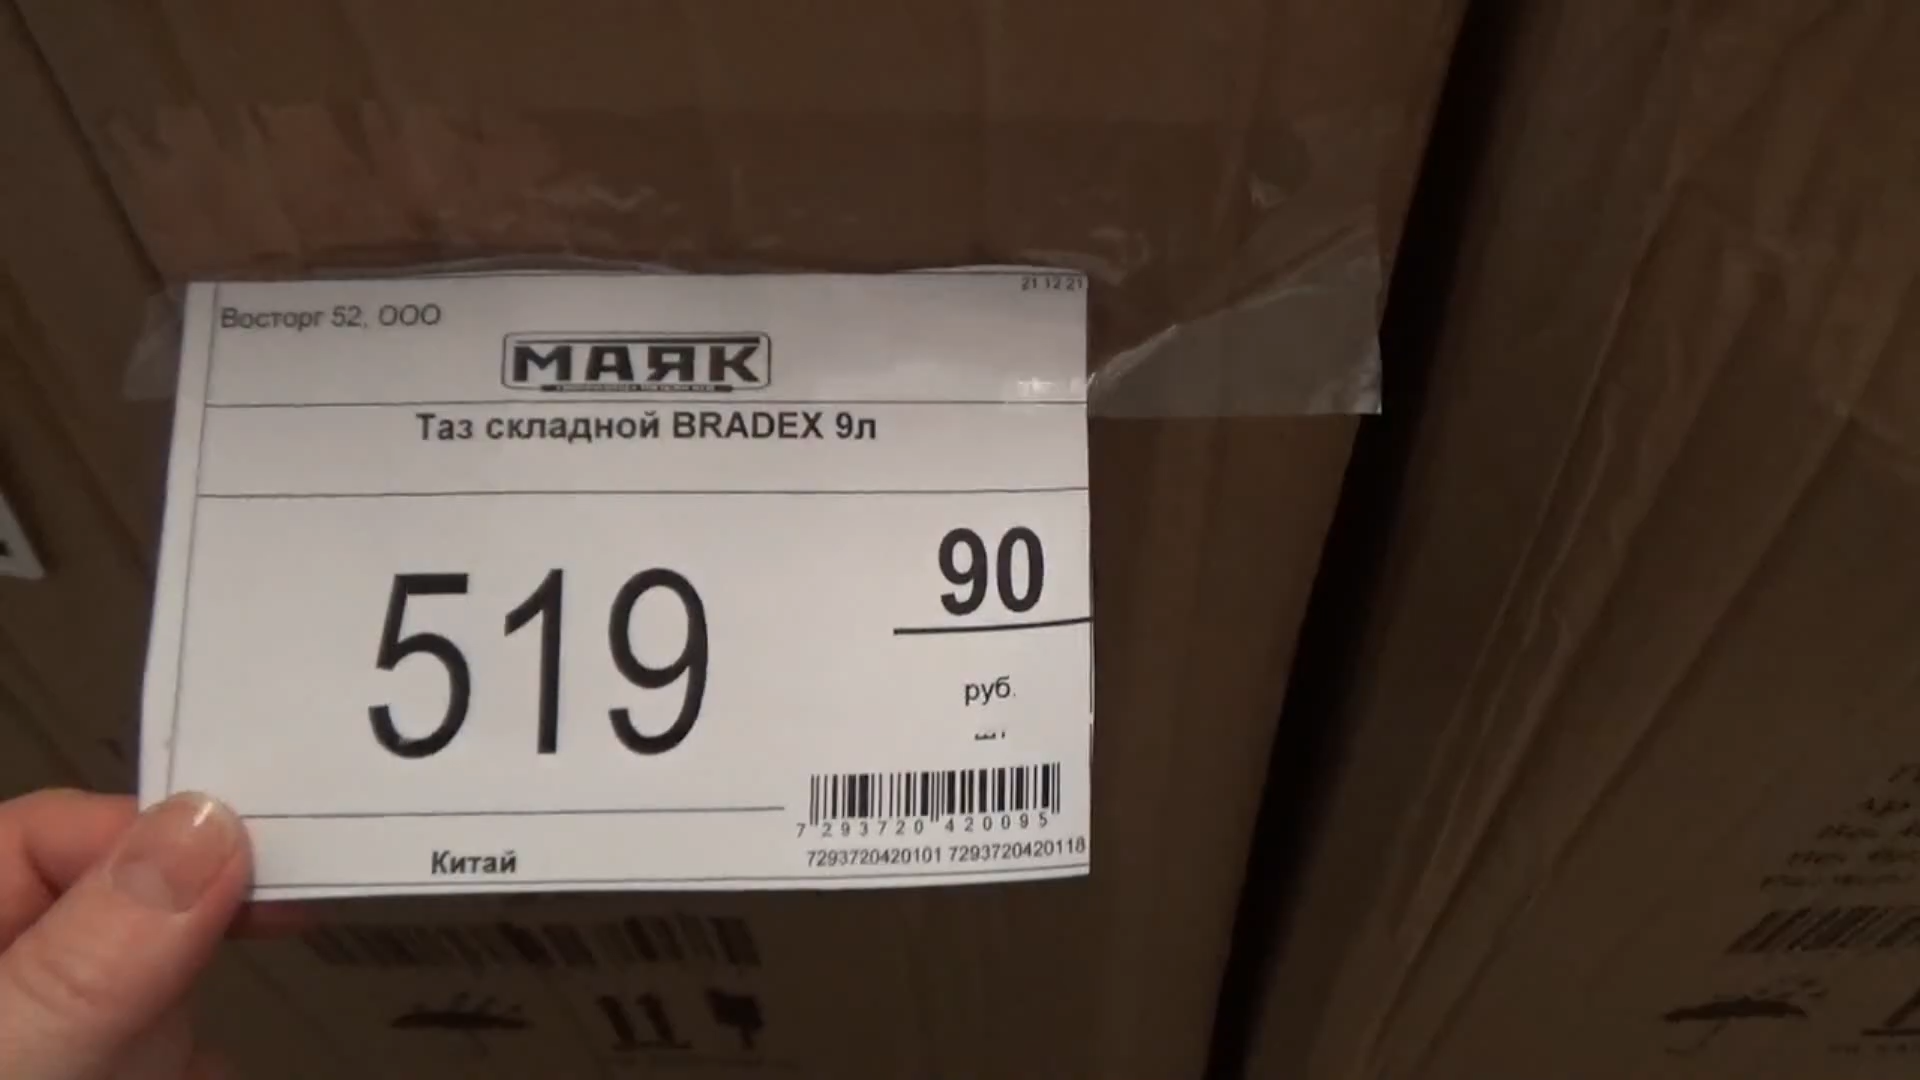 21.12.21
Восторг 52, ООО
МАЯК
Таз складной BRADEX 9л
519
90
руб.
7 293720 420095
7293720420101 7293720420118
Китай